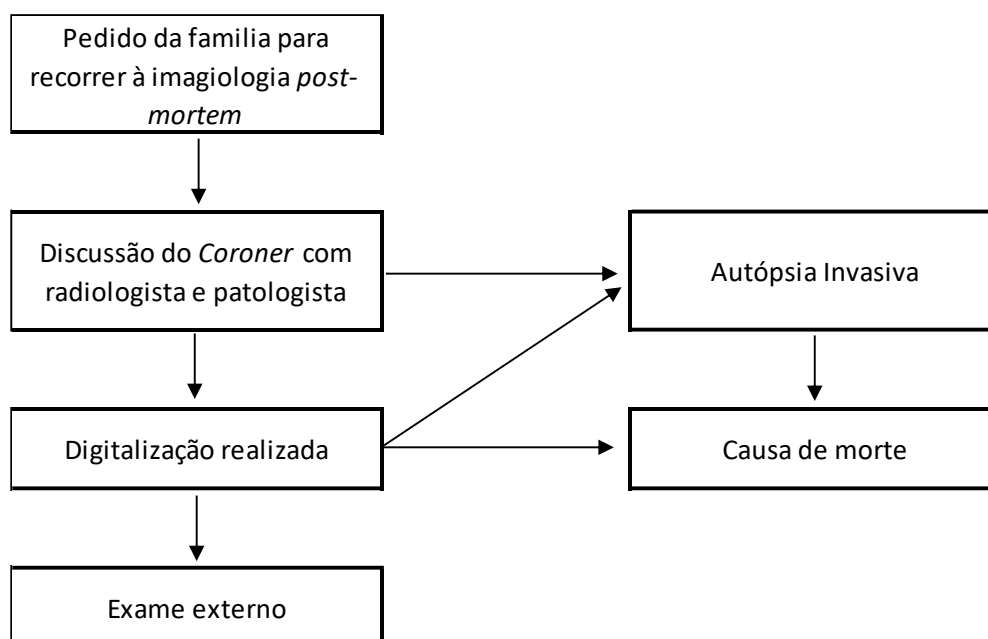 Pedido da familia para
recorrer à imagiologia post-
mortem
Discussão do Coroner com
radiologista e patologista
Autópsia Invasiva
Digitalização realizada
Causa de morte
Exame externo